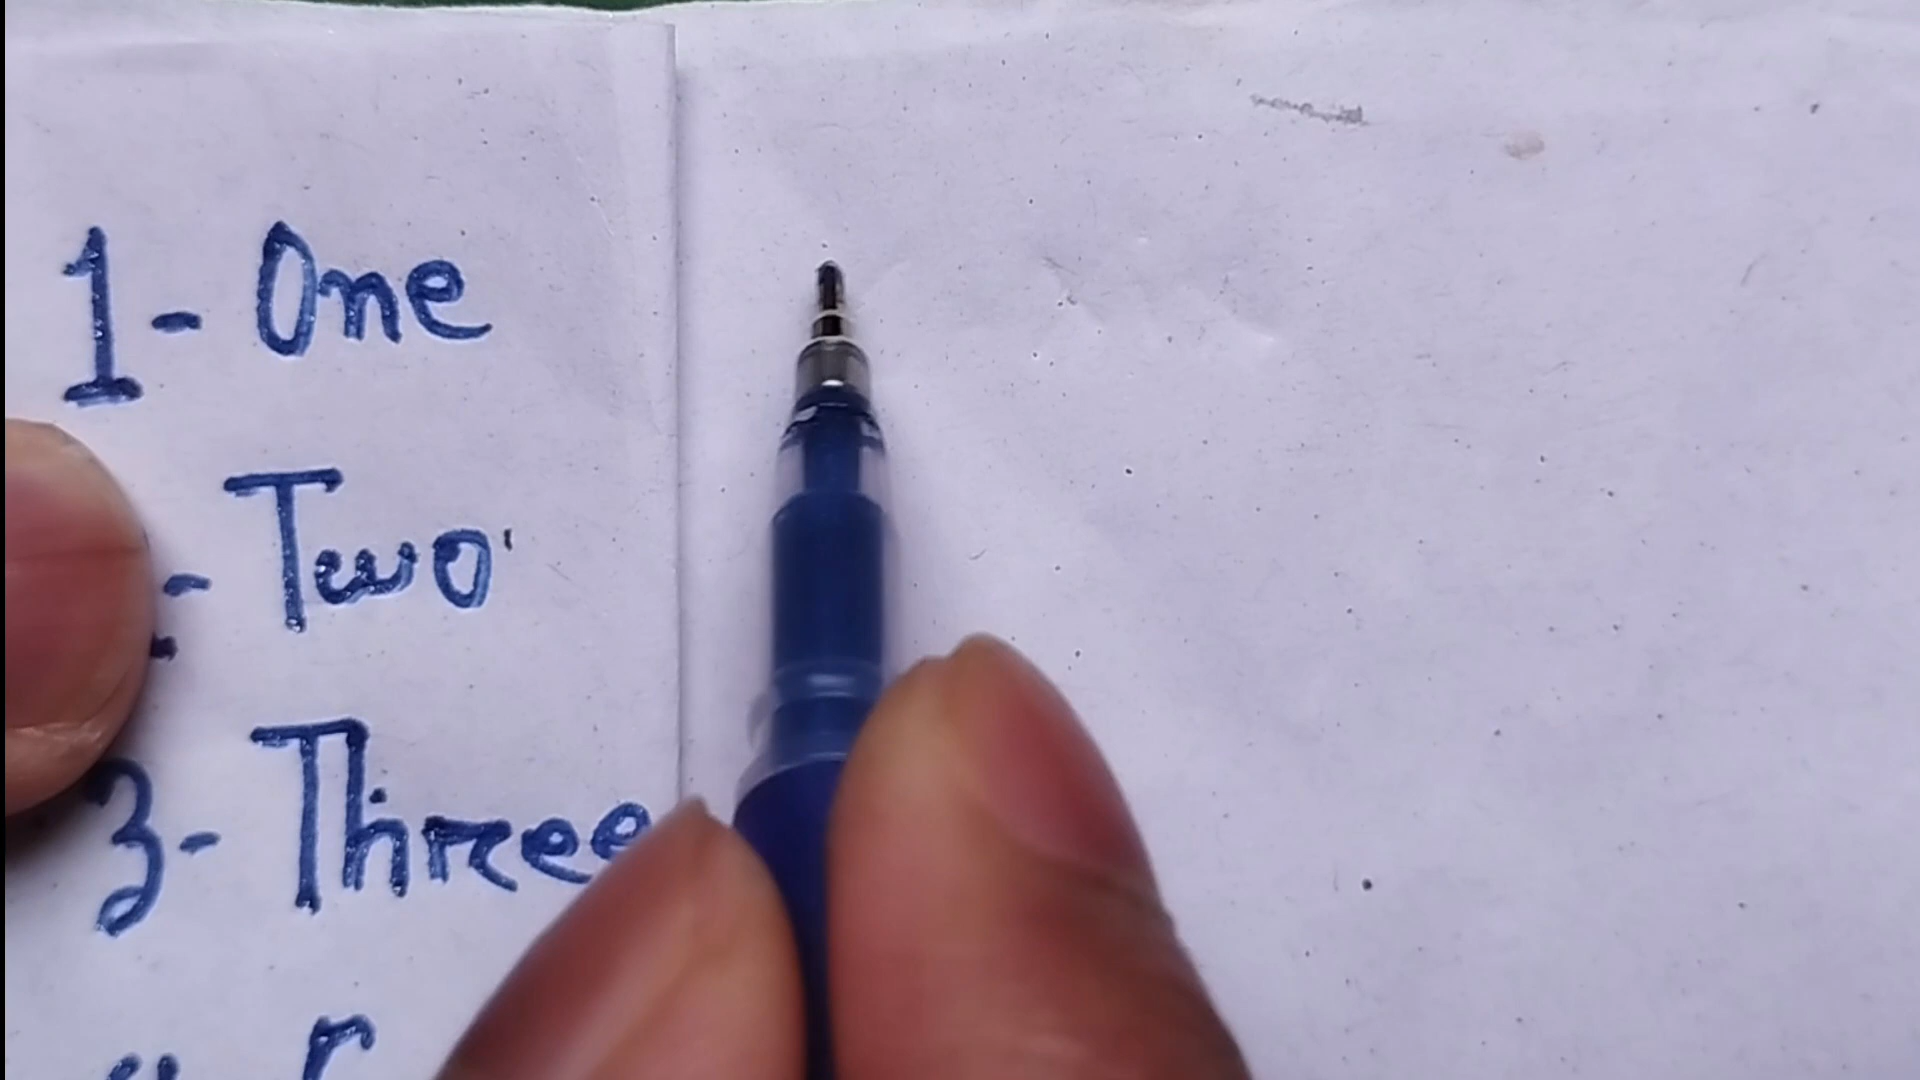 1- One
- Two
3- Three